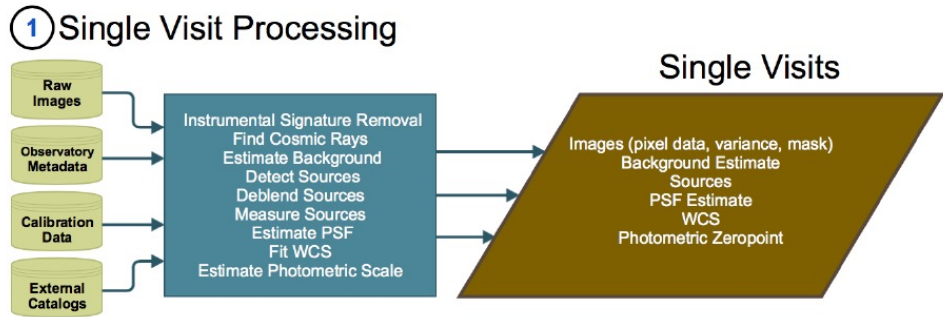 1 Single Visit Processing
Raw
Images
Observatory
Metadata
Calibration
Data
External
Catalogs
Instrumental Signature Removal
Find Cosmic Rays
Estimate Background
Detect Sources
Deblend Sources
Measure Sources
Estimate PSF
Fit WCS
Estimate Photometric Scale
Single Visits
Images (pixel data, variance, mask)
Background Estimate
Sources
PSF Estimate
WCS
Photometric Zeropoint